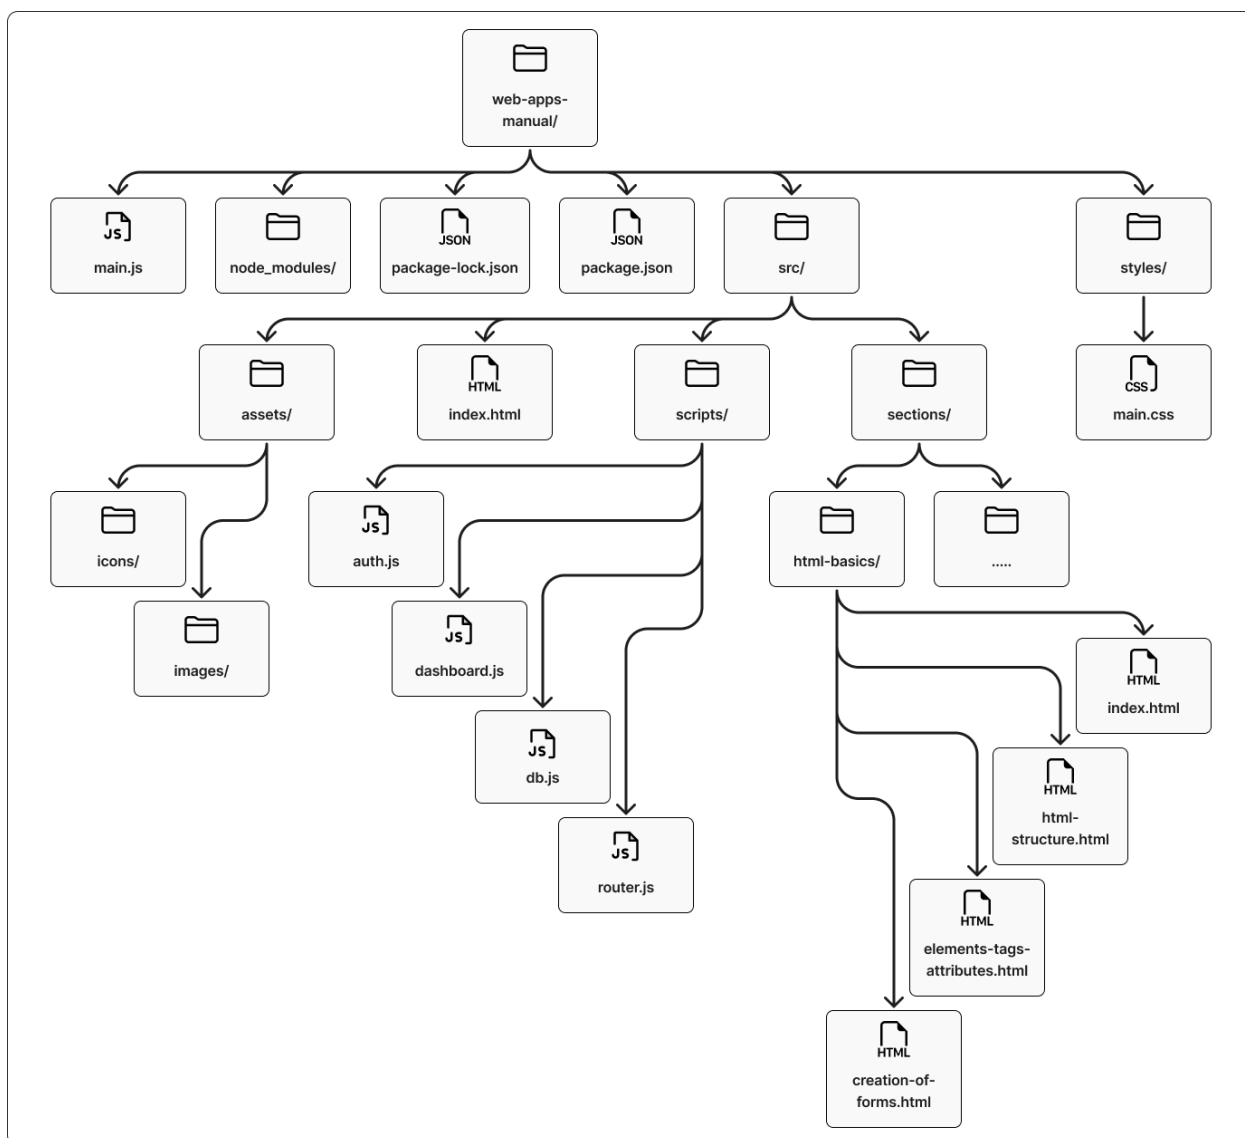 web-apps-
manual/
JS
main.js
node_modules/
JSON
package-lock.json
JSON
package.json
src/
styles/
assets/
HTML
index.html
scripts/
sections/
CSS
main.css
icons/
JS
auth.js
html-basics/
.....
images/
JS
dashboard.js
HTML
index.html
JS
db.js
HTML
html-
structure.html
JS
router.js
HTML
elements-tags-
attributes.html
HTML
creation-of-
forms.html